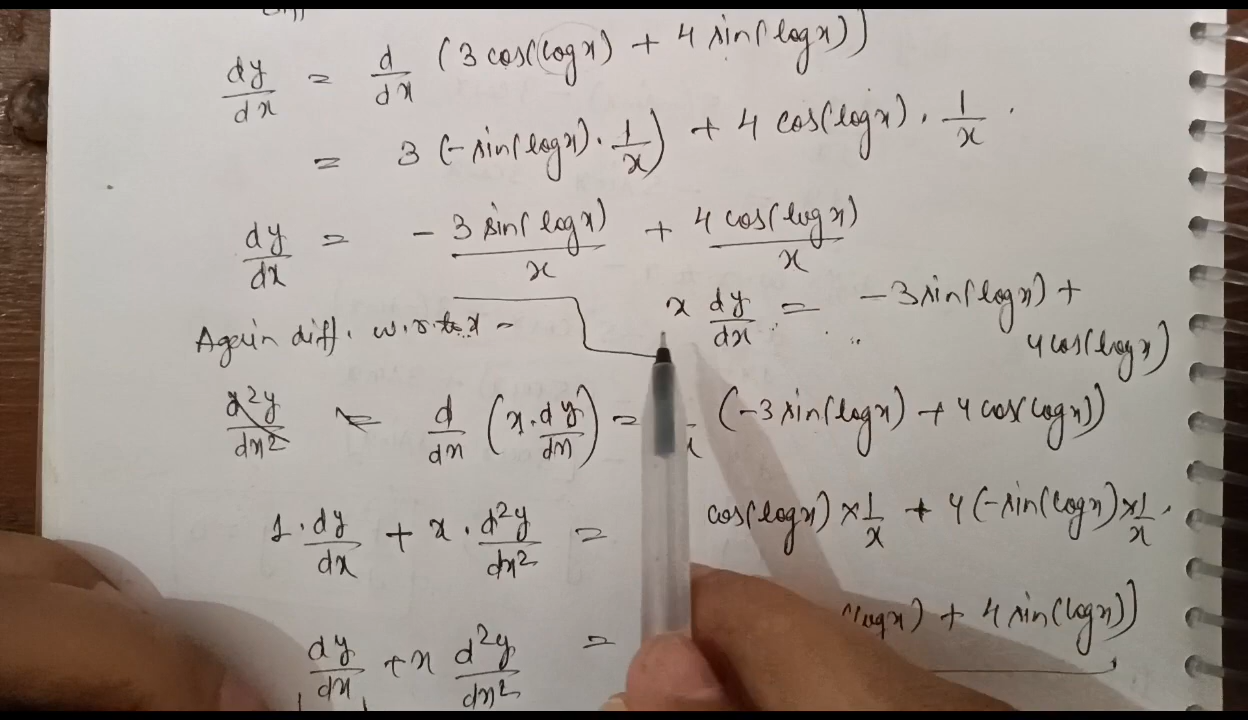 dy/dx = d/dx (3 cos(log x) + 4 sin(log x))
= 3 (- sin(log x) . 1/x) + 4 cos(log x) . 1/x .
dy/dx = - 3 sin(log x)/x + 4 cos(log x)/x
x dy/dx = - 3 sin(log x) +
4 cos(log x)
Again diff. w.r.to x -
d²y/dx² = d/dx (x . dy/dx) = (-3 sin(log x) + 4 cos(log x))
1 . dy/dx + x . d²y/dx² = cos(log x) × 1/x + 4 (- sin(log x) × 1/x .
dy/dx + x d²y/dx² = (log x) + 4 sin(log x))